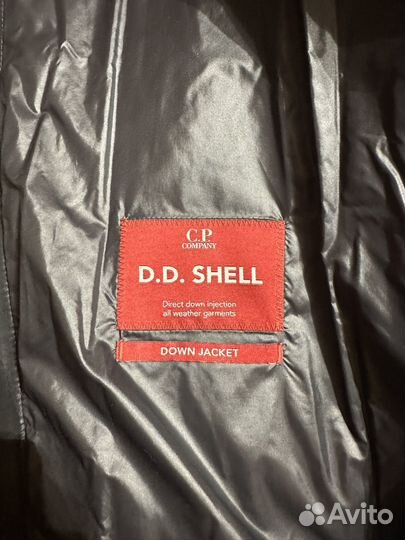 C.P.
COMPANY
D.D. SHELL
Direct down injection
all weather garments
DOWN JACKET
Avito